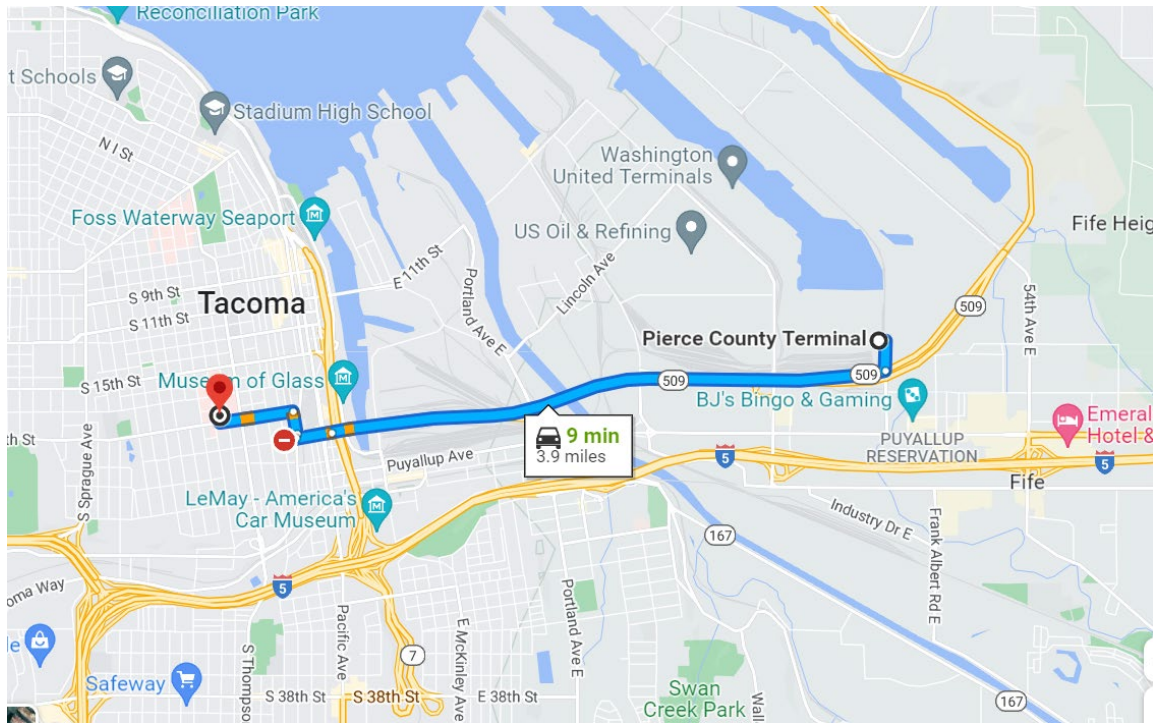 Reconciliation Park
t Schools
Stadium High School
N I St
Washington
United Terminals
Foss Waterway Seaport
US Oil & Refining
Fife Heig
E 11th St
Portland Ave E
Lincoln Ave
S 9th St
Tacoma
S 11th St
509
54th Ave E
Pierce County Terminal
S 15th St
Museum of Glass
509
509
BJ's Bingo & Gaming
Emeral
Hotel &
9 min
3.9 miles
PUYALLUP
RESERVATION
S Sprague Ave
Puyallup Ave
5
5
LeMay - America's
Car Museum
Fife
Industry Dr E
167
Frank Albert Rd E
5
oma Way
Pacific Ave
E McKinley Ave
Portland Ave E
le
S Thompso
7
Safeway
S 38th St
S 38th St
E 38th St
Swan
Creek Park
Wall
167